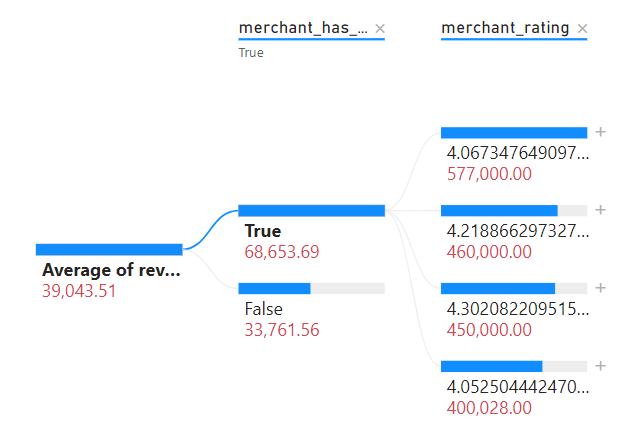 merchant_has_... ×
merchant_rating ×
True
4.067347649097...
577,000.00
True
68,653.69
4.218866297327...
460,000.00
Average of rev...
39,043.51
False
33,761.56
4.302082209515...
450,000.00
4.052504442470...
400,028.00